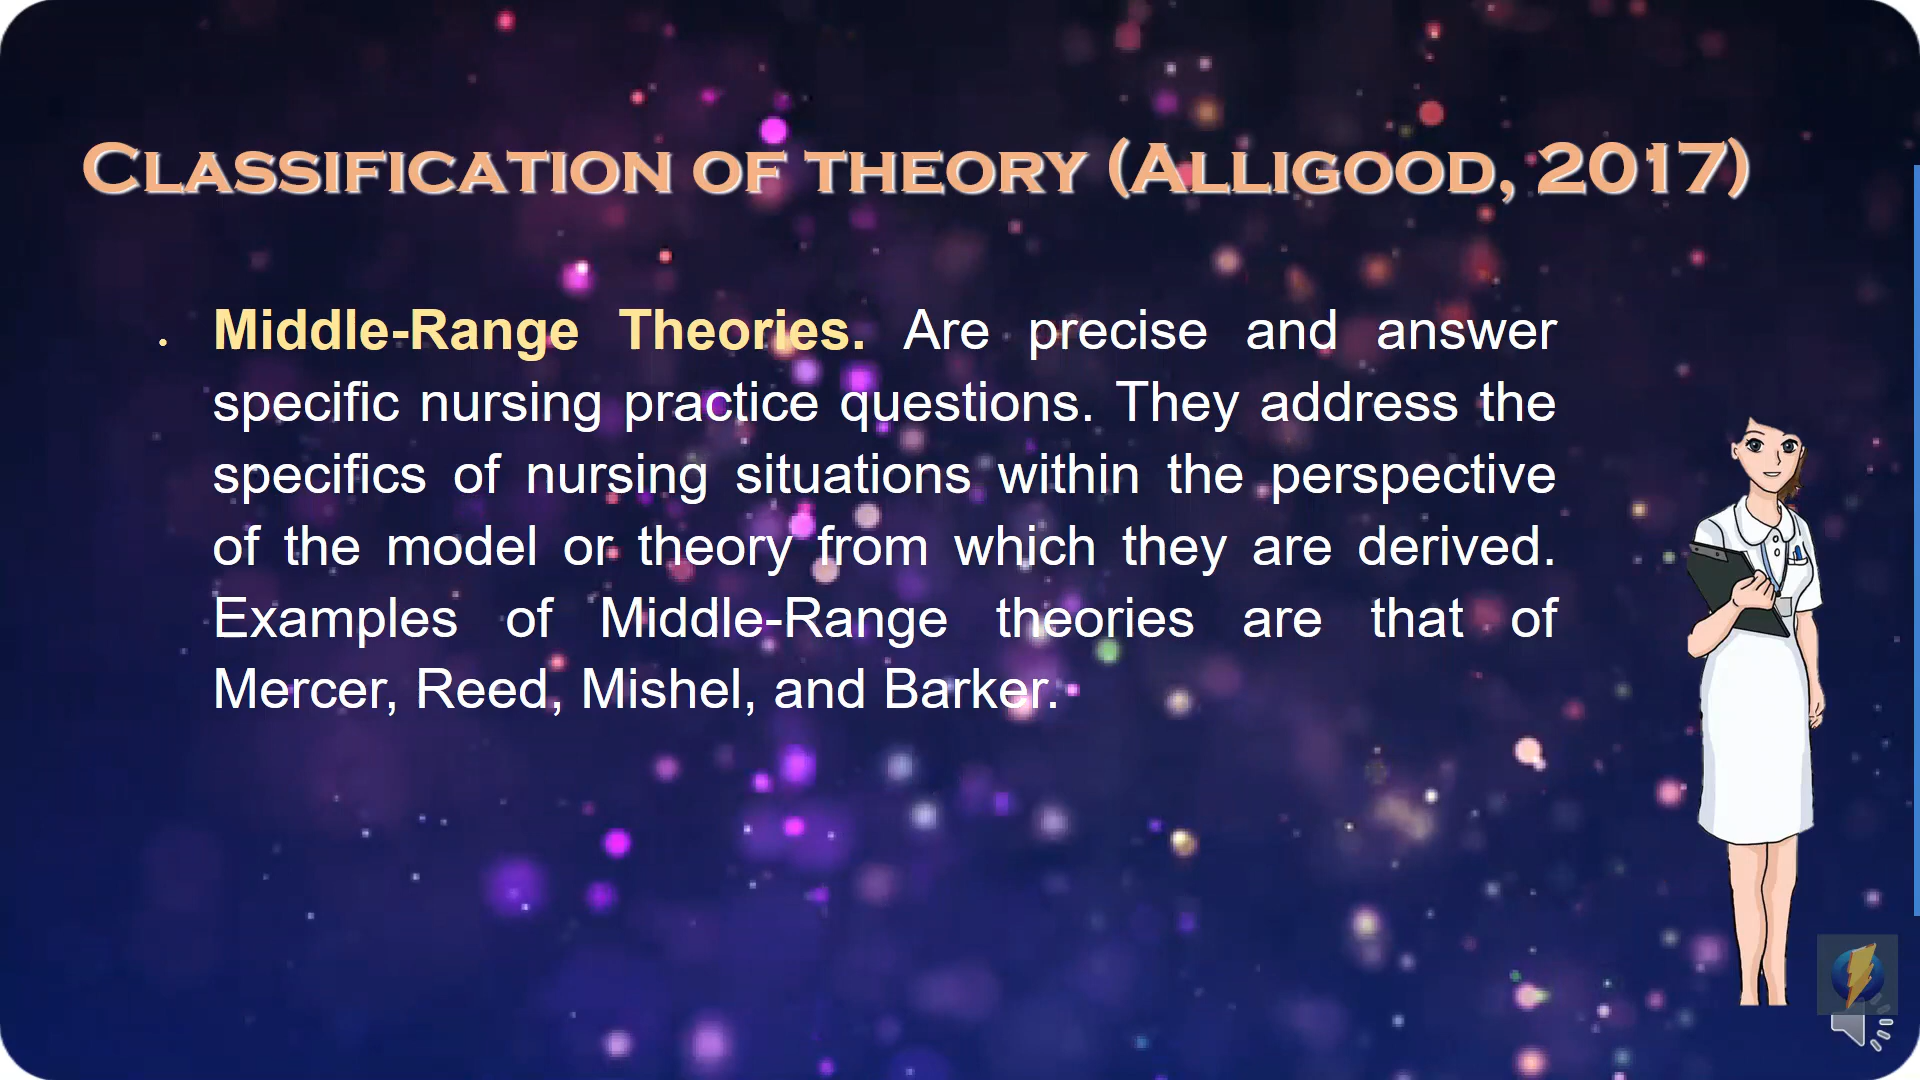 Classification of theory (Alligood, 2017)
• Middle-Range Theories. Are precise and answer
specific nursing practice questions. They address the
specifics of nursing situations within the perspective
of the model or theory from which they are derived.
Examples of Middle-Range theories are that of
Mercer, Reed, Mishel, and Barker.